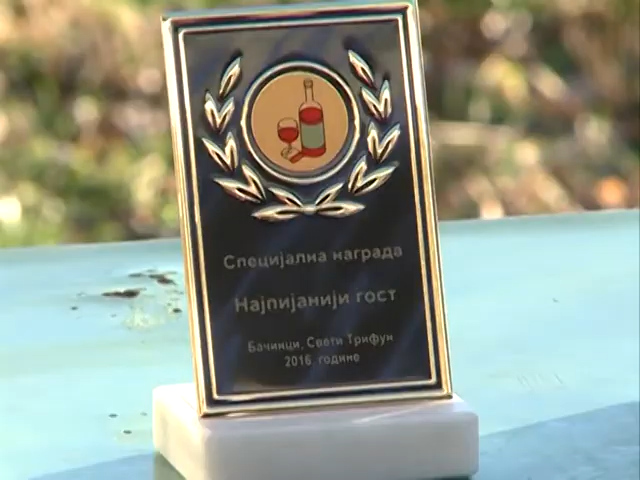 Специјална награда
Најпијанији гост
Бачинци, Свети Трифун
2016. године